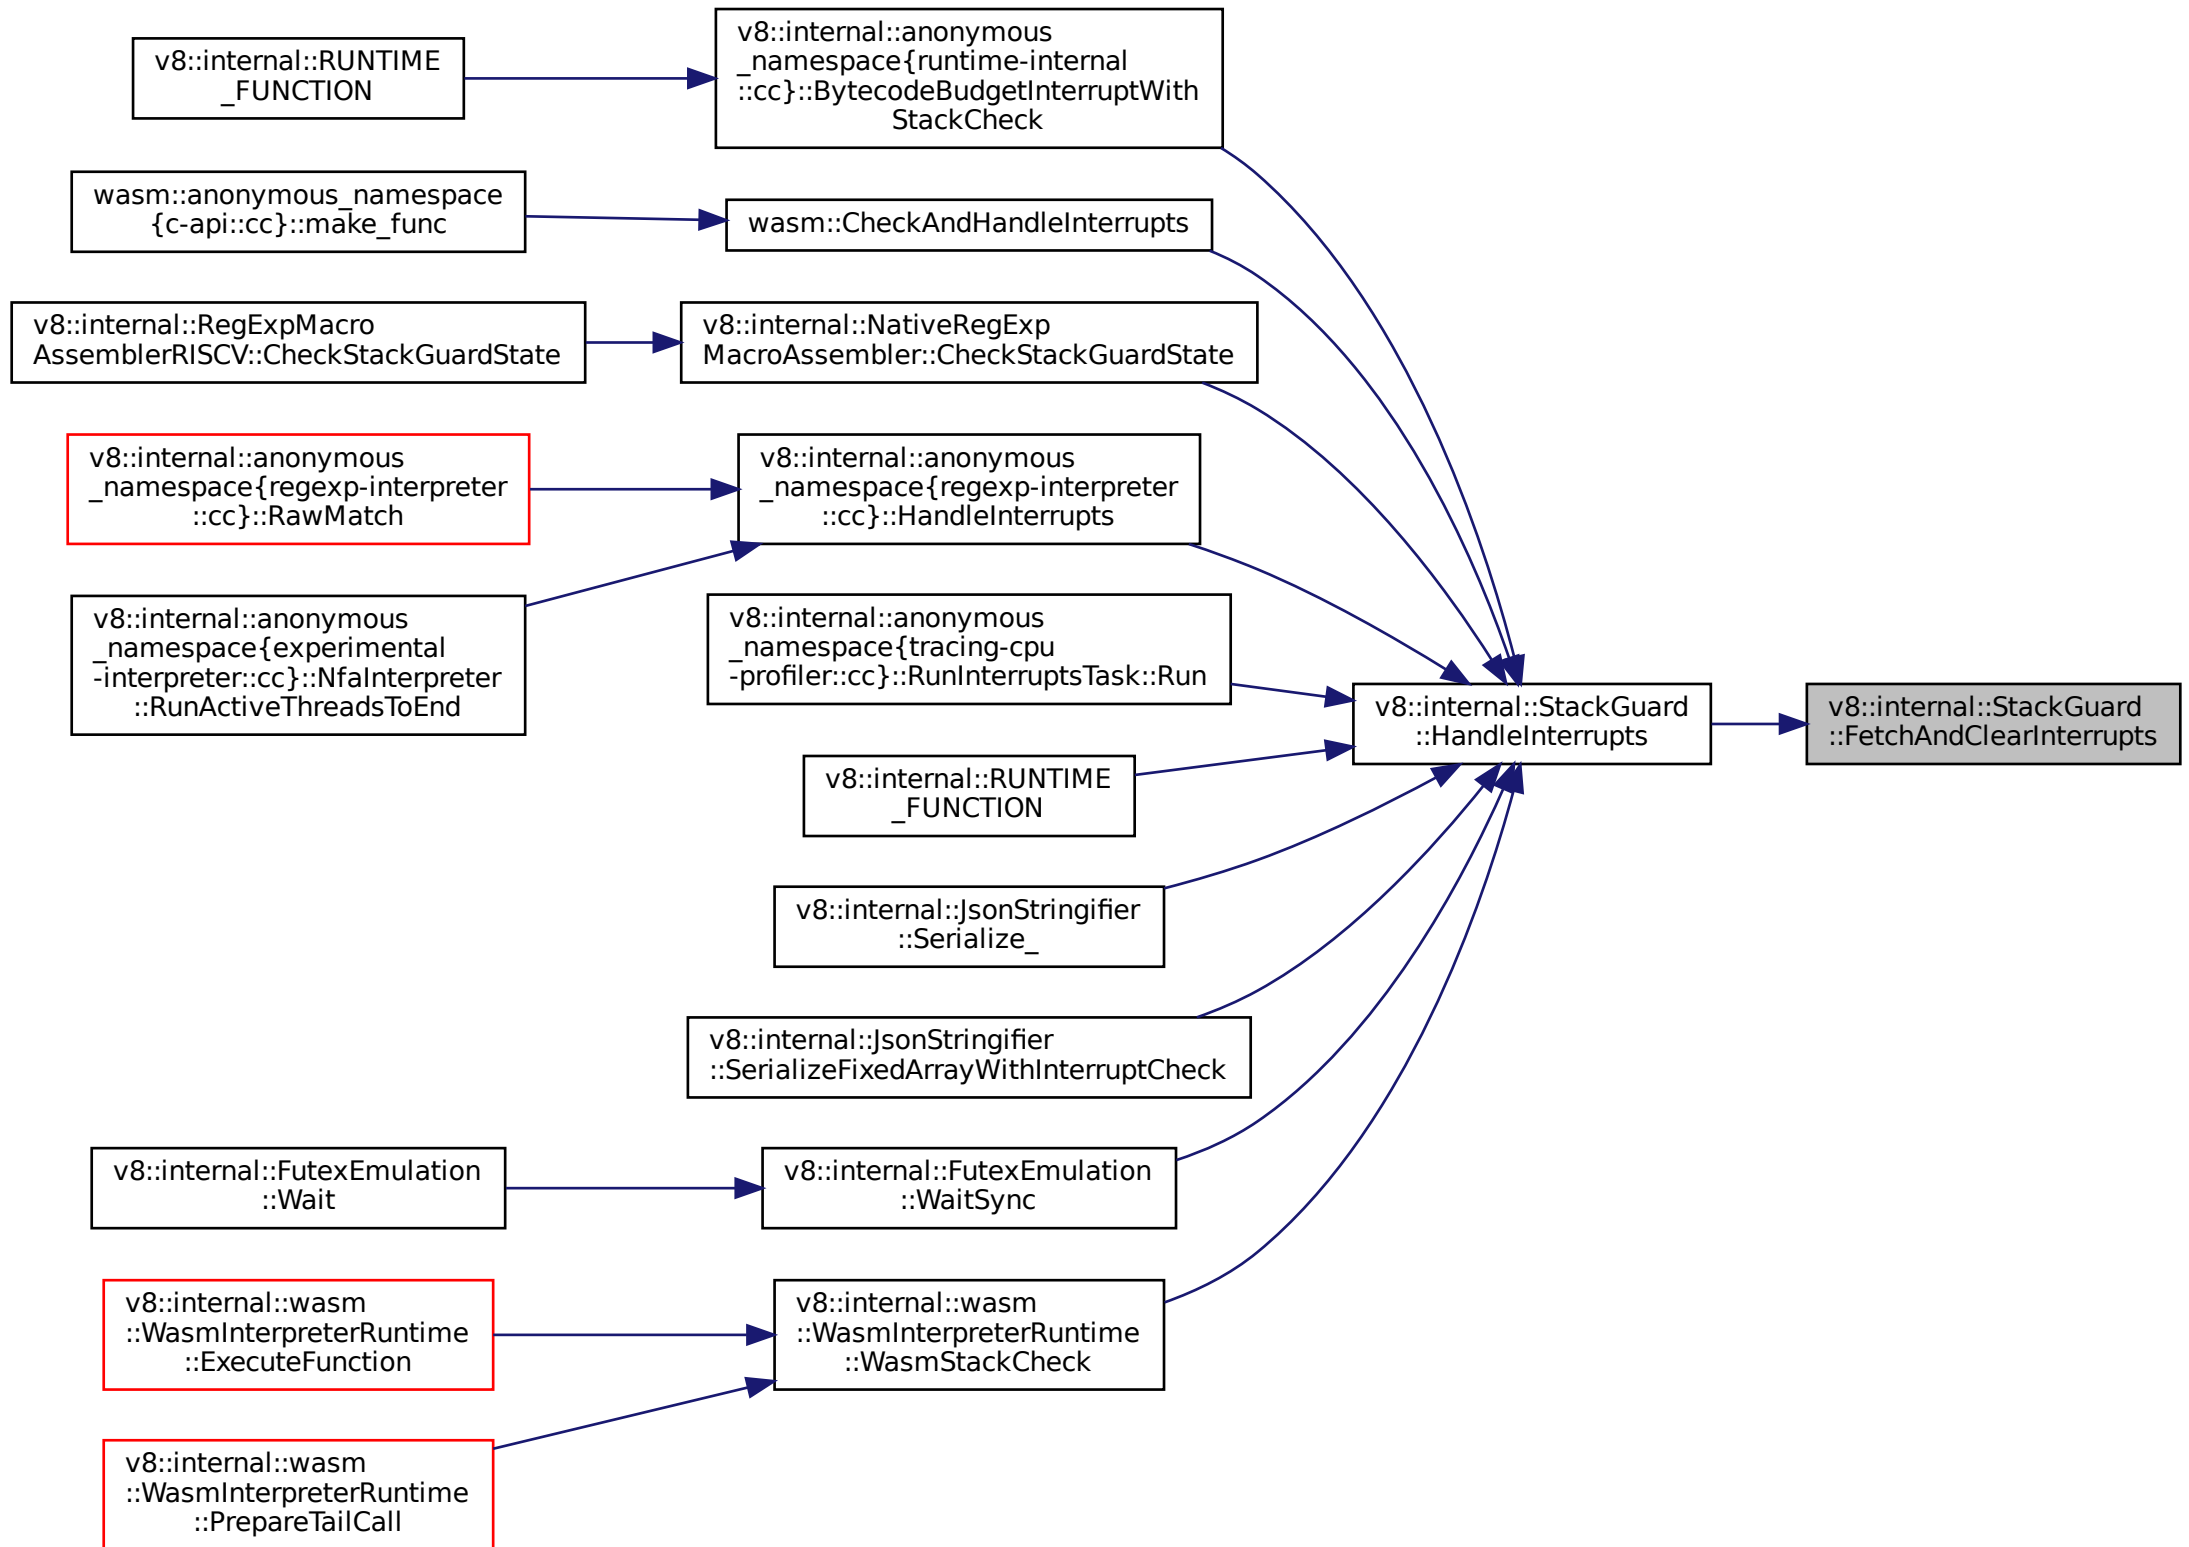 v8::internal::RUNTIME
_FUNCTION
v8::internal::anonymous
_namespace{runtime-internal
::cc}::BytecodeBudgetInterruptWith
StackCheck
wasm::anonymous_namespace
{c-api::cc}::make_func
wasm::CheckAndHandleInterrupts
v8::internal::RegExpMacro
AssemblerRISCV::CheckStackGuardState
v8::internal::NativeRegExp
MacroAssembler::CheckStackGuardState
v8::internal::anonymous
_namespace{regexp-interpreter
::cc}::RawMatch
v8::internal::anonymous
_namespace{regexp-interpreter
::cc}::HandleInterrupts
v8::internal::anonymous
_namespace{experimental
-interpreter::cc}::NfaInterpreter
::RunActiveThreadsToEnd
v8::internal::anonymous
_namespace{tracing-cpu
-profiler::cc}::RunInterruptsTask::Run
v8::internal::StackGuard
::HandleInterrupts
v8::internal::StackGuard
::FetchAndClearInterrupts
v8::internal::RUNTIME
_FUNCTION
v8::internal::JsonStringifier
::Serialize_
v8::internal::JsonStringifier
::SerializeFixedArrayWithInterruptCheck
v8::internal::FutexEmulation
::Wait
v8::internal::FutexEmulation
::WaitSync
v8::internal::wasm
::WasmInterpreterRuntime
::ExecuteFunction
v8::internal::wasm
::WasmInterpreterRuntime
::WasmStackCheck
v8::internal::wasm
::WasmInterpreterRuntime
::PrepareTailCall